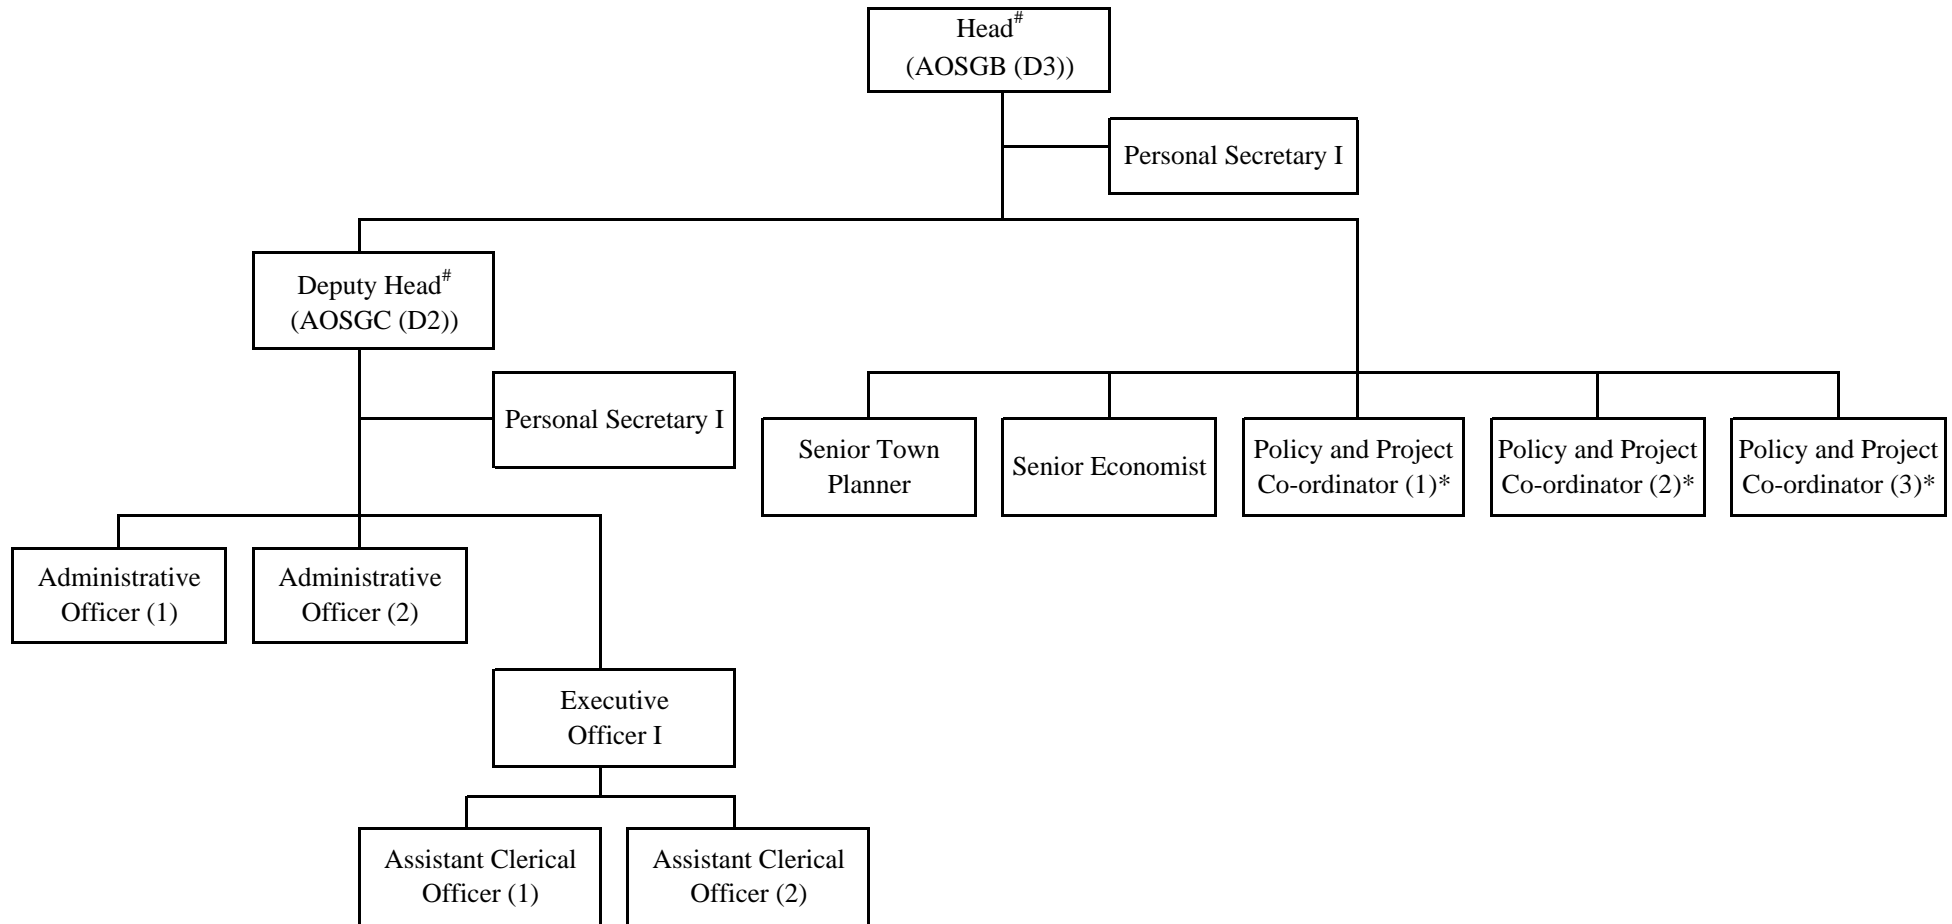 Head#
(AOSGB (D3))
Personal Secretary I
Deputy Head#
(AOSGC (D2))
Personal Secretary I
Senior Town
Planner
Senior Economist
Policy and Project
Co-ordinator (1)*
Policy and Project
Co-ordinator (2)*
Policy and Project
Co-ordinator (3)*
Administrative
Officer (1)
Administrative
Officer (2)
Executive
Officer I
Assistant Clerical
Officer (1)
Assistant Clerical
Officer (2)